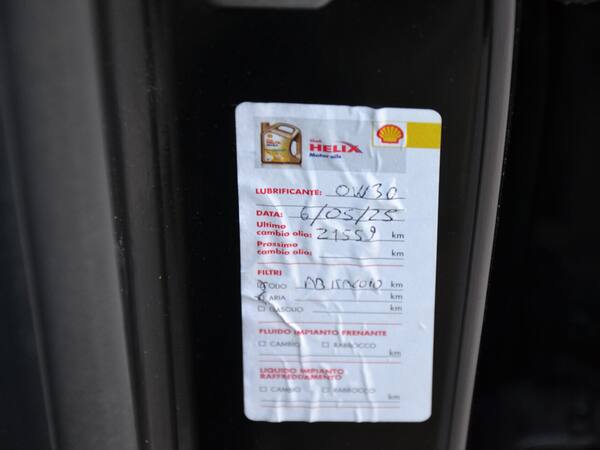 Shell
HELIX
Motor oils
LUBRIFICANTE: 0W30
DATA: 6/05/25
Ultimo
cambio olio: 21559 km
Prossimo
cambio olio: km
FILTRI
OLIO km
ARIA km
GASOLIO
FLUIDO IMPIANTO FRENANTE
CAMBIO RABBOCCO
km
LIQUIDO IMPIANTO
RAFFREDDAMENTO
CAMBIO RABBOCCO
km